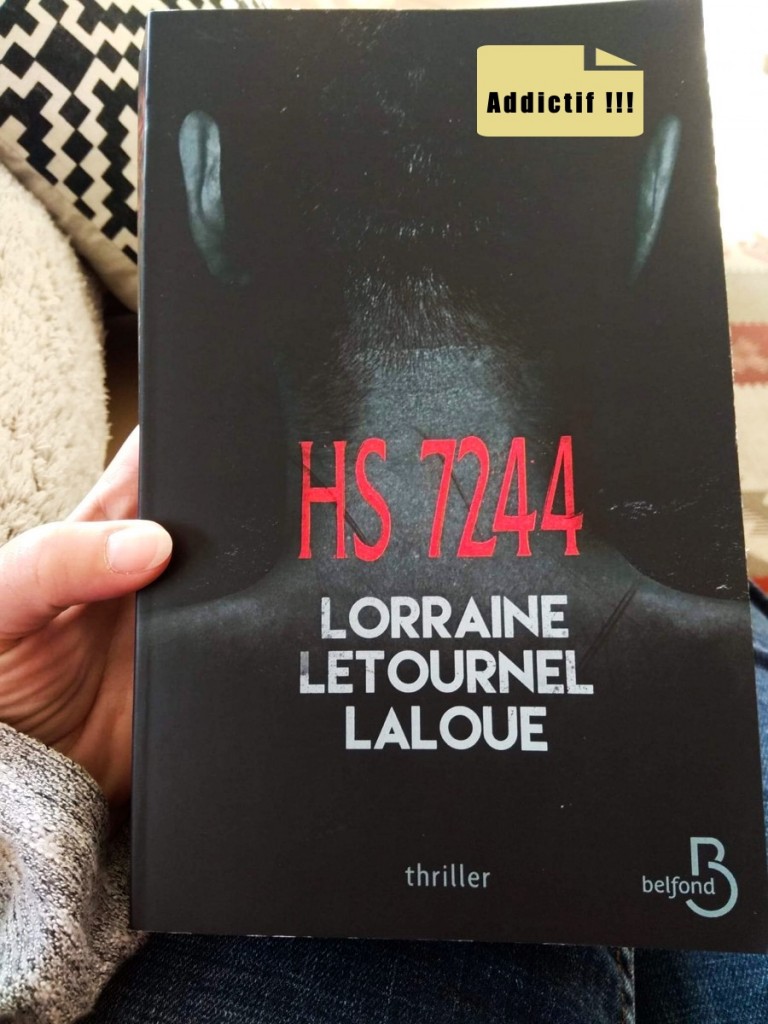 Addictif !!!
HS 7244
LORRAINE
LETOURNEL
LALOUE
thriller
belfond